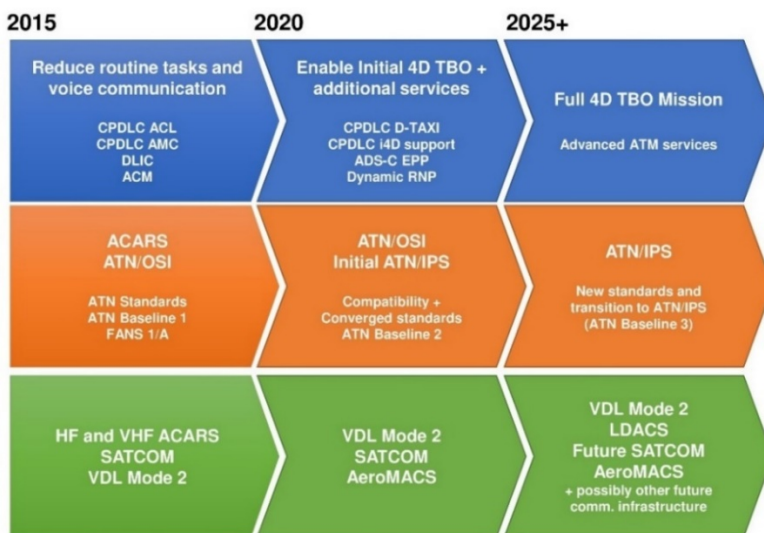 2015
2020
2025+
Reduce routine tasks and
voice communication
CPDLC ACL
CPDLC AMC
DLIC
ACM
Enable Initial 4D TBO +
additional services
CPDLC D-TAXI
CPDLC i4D support
ADS-C EPP
Dynamic RNP
Full 4D TBO Mission
Advanced ATM services
ACARS
ATN/OSI
ATN Standards
ATN Baseline 1
FANS 1/A
ATN/OSI
Initial ATN/IPS
Compatibility +
Converged standards
ATN Baseline 2
ATN/IPS
New standards and
transition to ATN/IPS
(ATN Baseline 3)
HF and VHF ACARS
SATCOM
VDL Mode 2
VDL Mode 2
SATCOM
AeroMACS
VDL Mode 2
LDACS
Future SATCOM
AeroMACS
+ possibly other future
comm. infrastructure